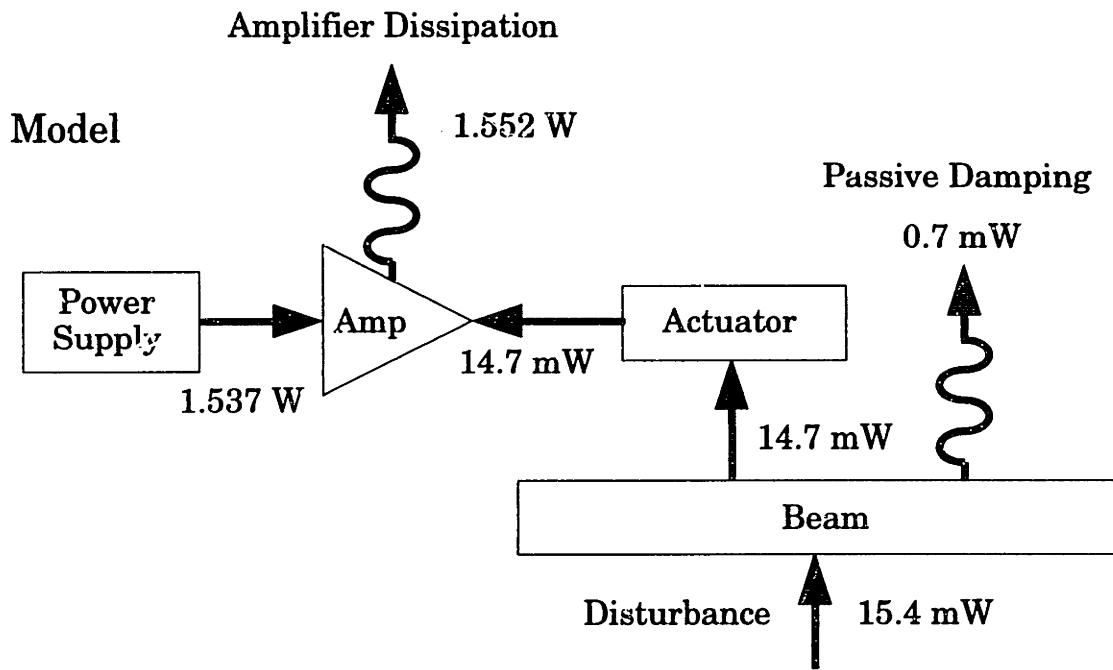 Amplifier Dissipation
Model
1.552 W
Passive Damping
0.7 mW
Power
Supply
Amp
Actuator
14.7 mW
1.537 W
14.7 mW
Beam
Disturbance
15.4 mW